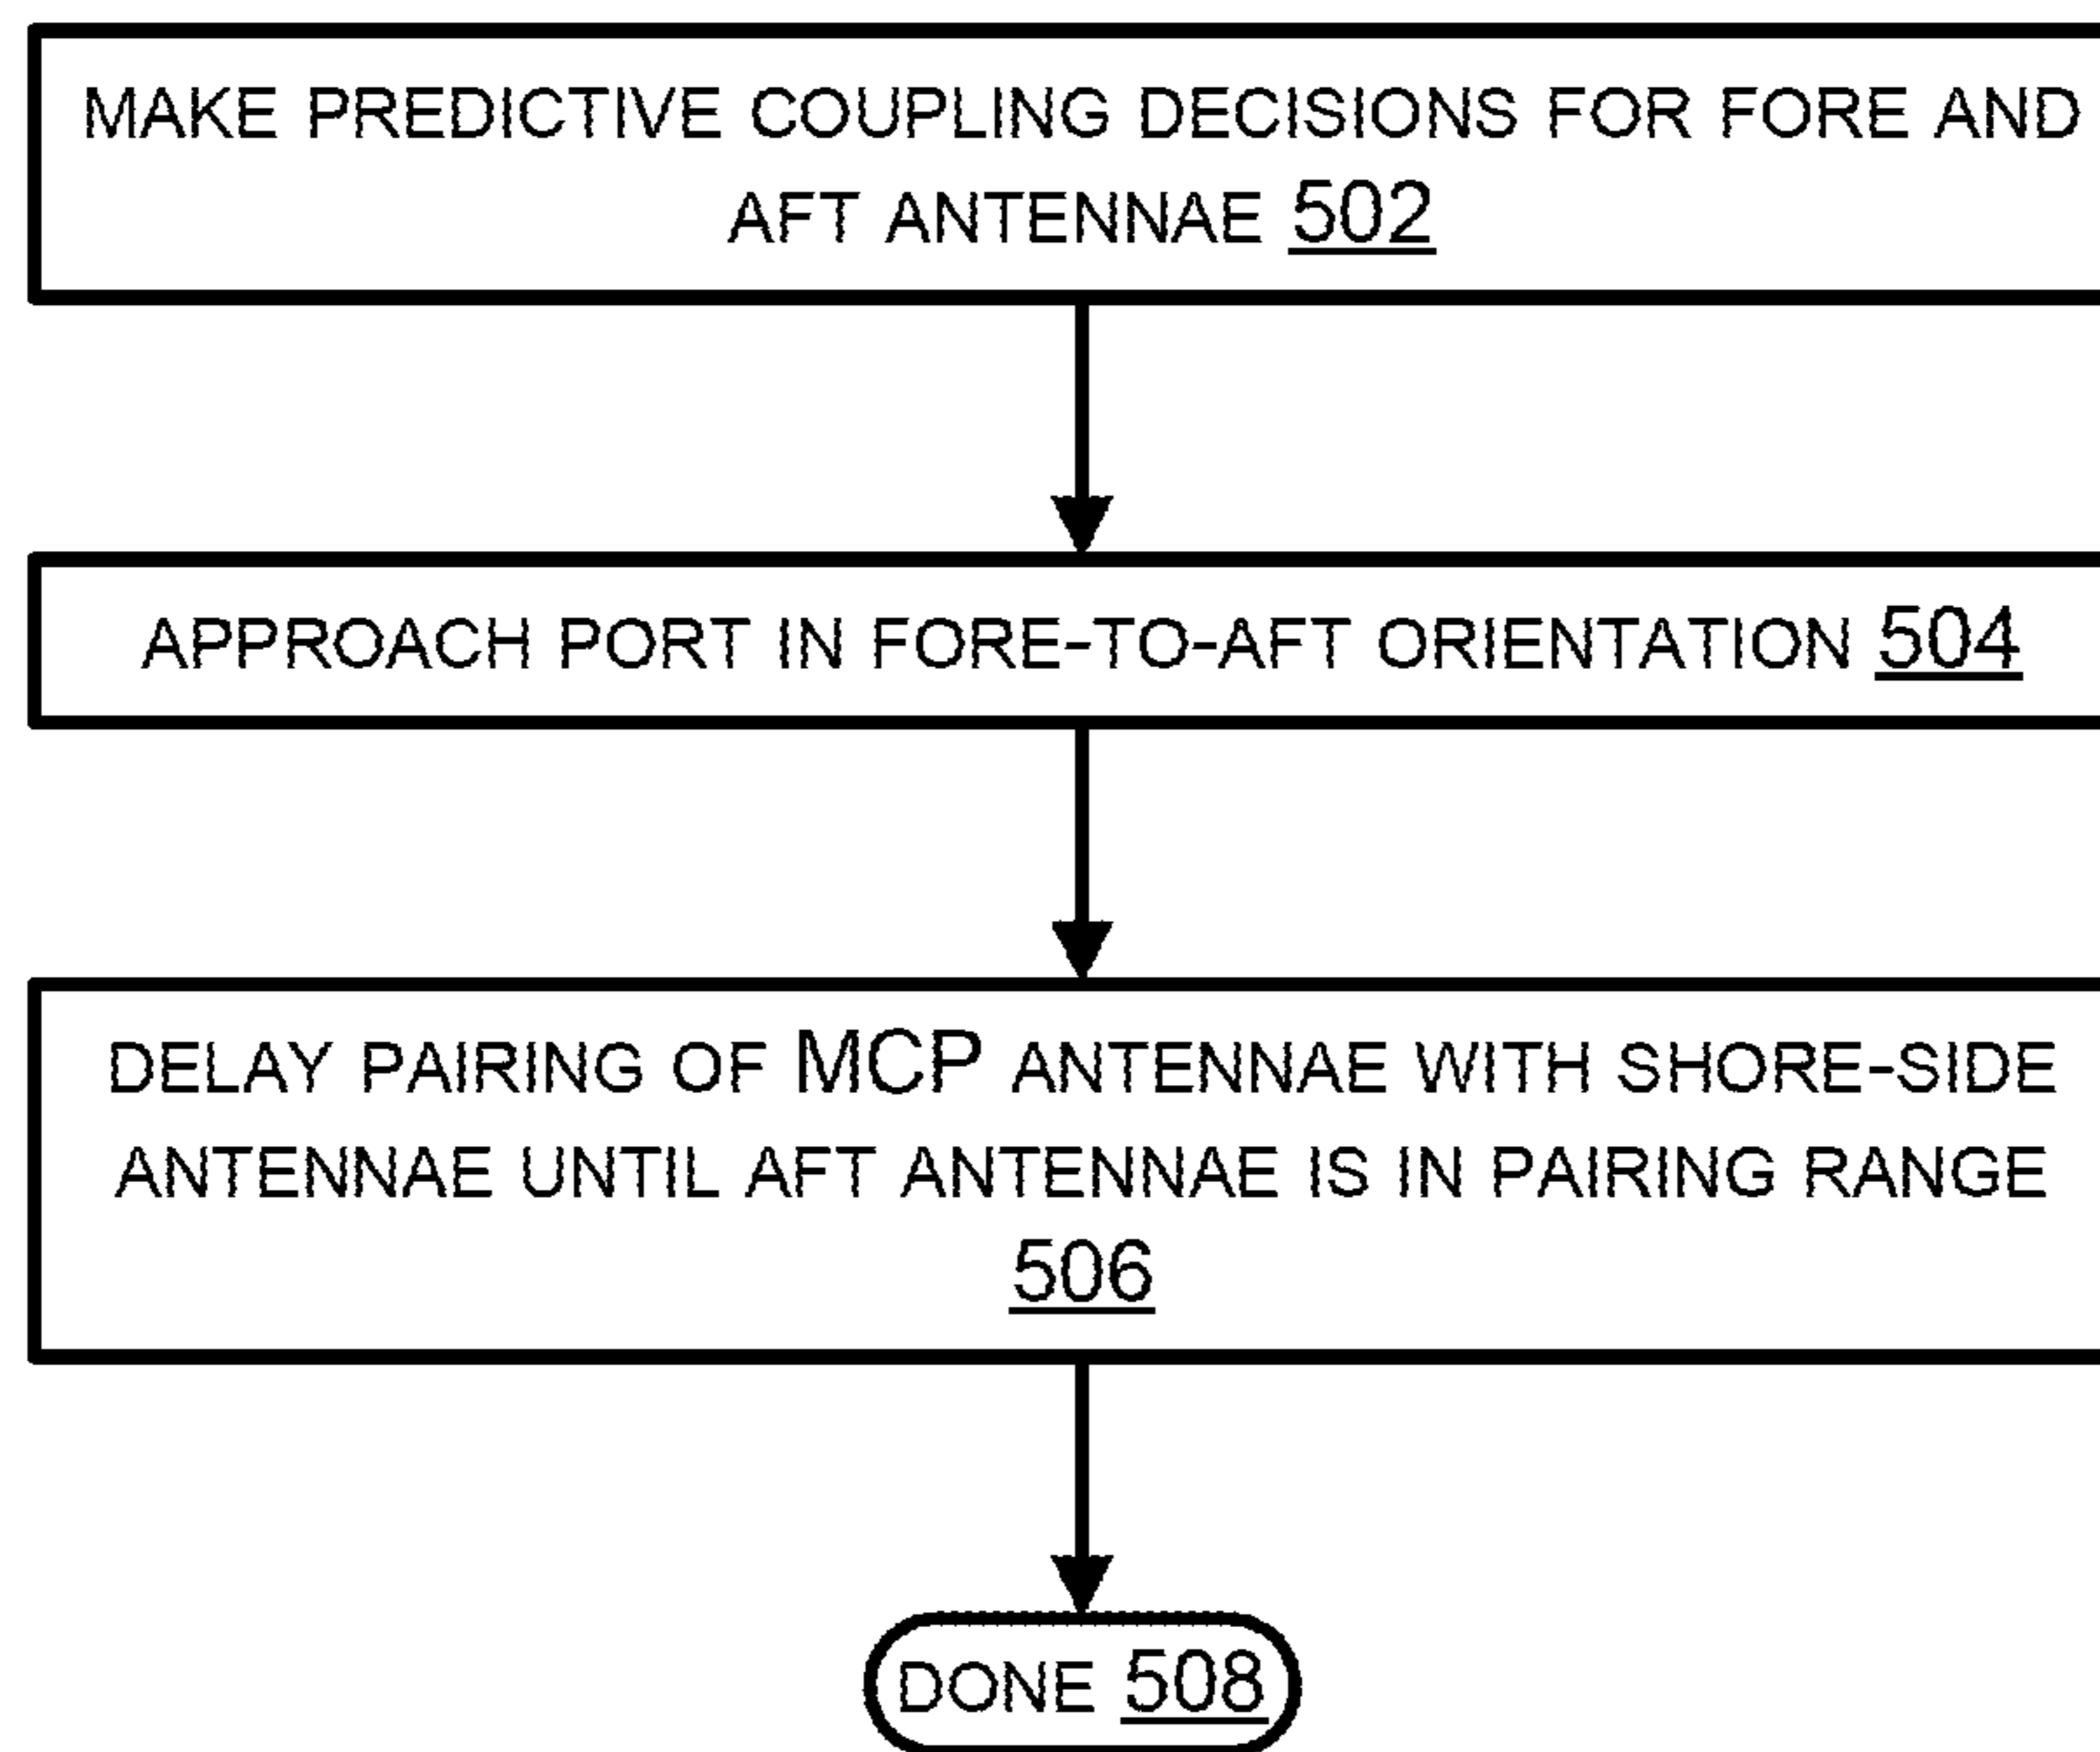 MAKE PREDICTIVE COUPLING DECISIONS FOR FORE AND
AFT ANTENNAE 502
APPROACH PORT IN FORE-TO-AFT ORIENTATION 504
DELAY PAIRING OF MCP ANTENNAE WITH SHORE-SIDE
ANTENNAE UNTIL AFT ANTENNAE IS IN PAIRING RANGE
506
DONE 508